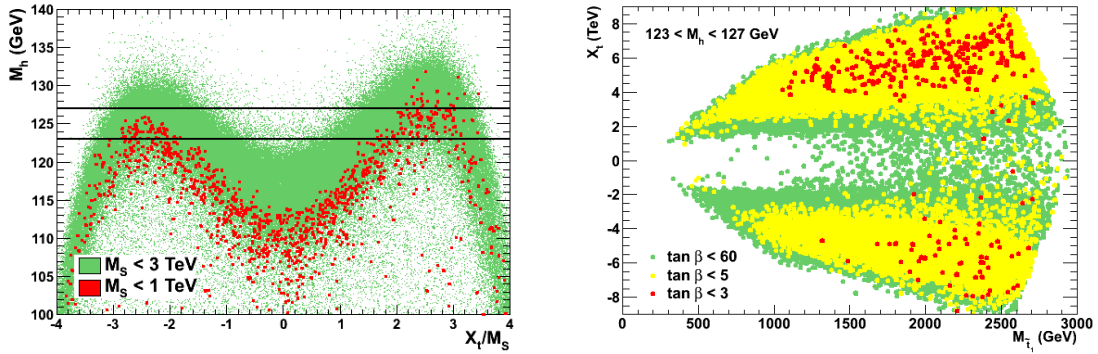 M_h (GeV)
140
135
130
125
120
115
110
105
100
M_S < 3 TeV
M_S < 1 TeV
-4 -3 -2 -1 0 1 2 3 4
X_t/M_S
X_t (TeV)
8
6
4
2
0
-2
-4
-6
-8
123 < M_h < 127 GeV
tan β < 60
tan β < 5
tan β < 3
0 500 1000 1500 2000 2500 3000
M_t̃₁ (GeV)